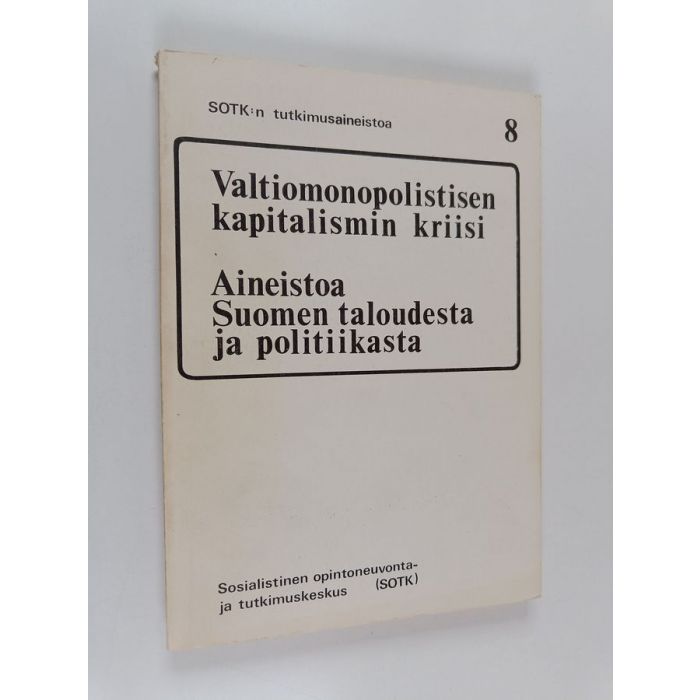 SOTK:n tutkimusaineistoa
8
Valtiomonopolistisen
kapitalismin kriisi
Aineistoa
Suomen taloudesta
ja politiikasta
Sosialistinen opintoneuvonta-
ja tutkimuskeskus (SOTK)